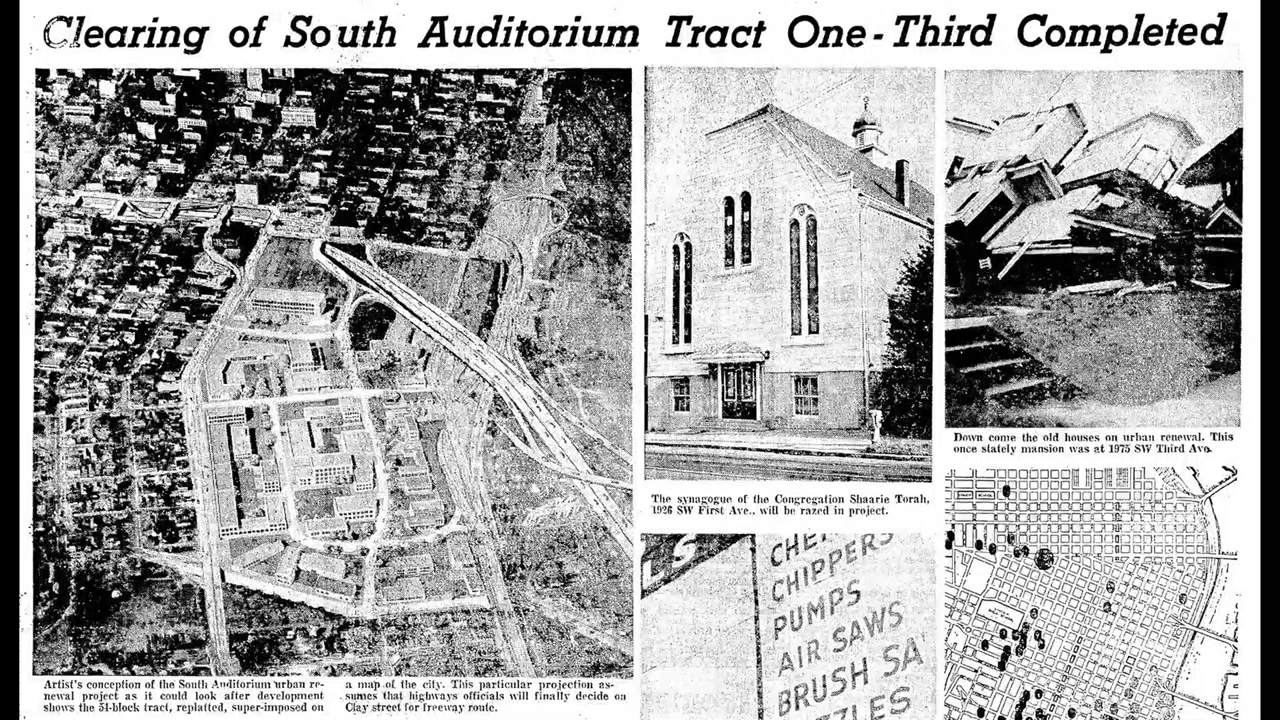 Clearing of South Auditorium Tract One-Third Completed
Artist's conception of the South Auditorium urban re-
newal project as it could look after development
shows the 51-block tract, replatted, super-imposed on
a map of the city. This particular projection as-
sumes that highways officials will finally decide on
Clay street for freeway route.
The synagogue of the Congregation Shaarie Torah,
1926 SW First Ave., will be razed in project.
Down come the old houses on urban renewal. This
once stately mansion was at 1975 SW Third Ave.
LS
CHIPPERS
PUMPS
AIR SAWS
BRUSH SA
ZZLES